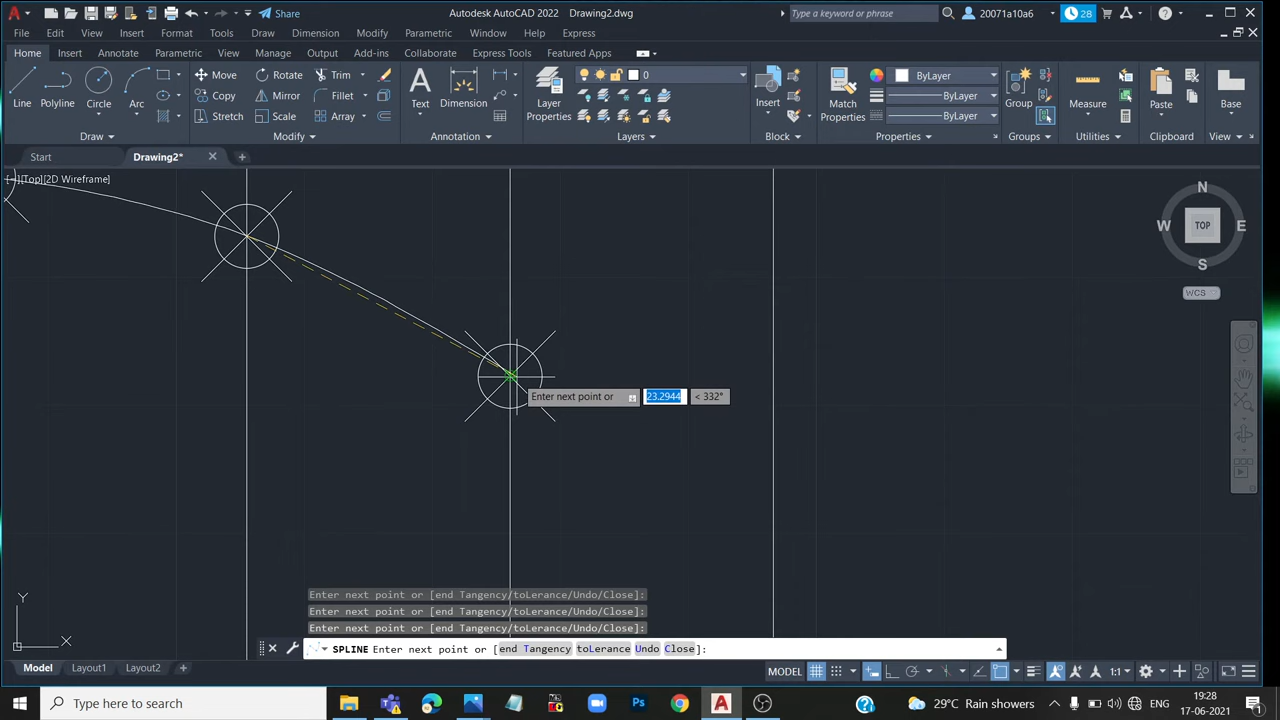 Share
Autodesk AutoCAD 2022 Drawing2.dwg
Type a keyword or phrase
20071a10a6
28
File Edit View Insert Format Tools Draw Dimension Modify Parametric Window Help Express
Home Insert Annotate Parametric View Manage Output Add-ins Collaborate Express Tools Featured Apps
Line Polyline Circle Arc
Move Rotate Trim
Copy Mirror Fillet
Stretch Scale Array
Text Dimension
Layer Properties
0
Insert
Match Properties
ByLayer
ByLayer
ByLayer
Group Measure Paste Base
Draw Modify Annotation Layers Block Properties Groups Utilities Clipboard View
Start Drawing2*
[−][Top][2D Wireframe]
N
W TOP E
S
WCS
Enter next point or 23.2944 < 332°
Enter next point or [end Tangency/toLerance/Undo/Close]:
Enter next point or [end Tangency/toLerance/Undo/Close]:
Enter next point or [end Tangency/toLerance/Undo/Close]:
Y
X
SPLINE Enter next point or [end Tangency toLerance Undo Close]:
Model Layout1 Layout2
MODEL 1:1
Type here to search
29°C Rain showers ENG
19:28
17-06-2021